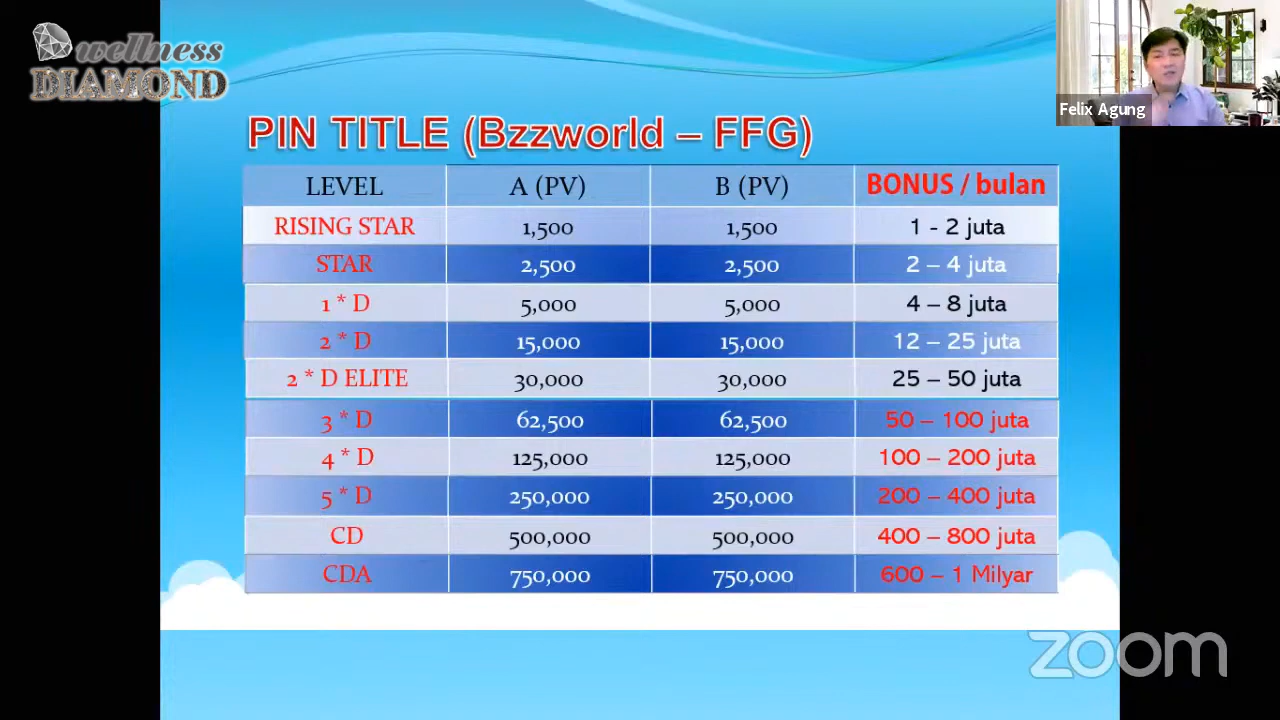 wellness
DIAMOND
Felix Agung
PIN TITLE (Bzzworld – FFG)
LEVEL A (PV) B (PV) BONUS / bulan
RISING STAR 1,500 1,500 1 - 2 juta
STAR 2,500 2,500 2 – 4 juta
1 * D 5,000 5,000 4 – 8 juta
2 * D 15,000 15,000 12 – 25 juta
2 * D ELITE 30,000 30,000 25 – 50 juta
3 * D 62,500 62,500 50 – 100 juta
4 * D 125,000 125,000 100 – 200 juta
5 * D 250,000 250,000 200 – 400 juta
CD 500,000 500,000 400 – 800 juta
CDA 750,000 750,000 600 – 1 Milyar
zoom